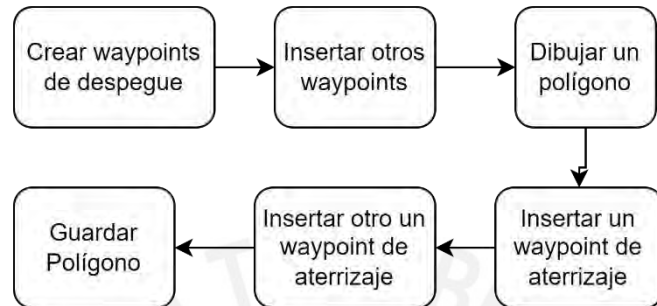 Crear waypoints
de despegue
Insertar otros
waypoints
Dibujar un
polígono
Insertar un
waypoint de
aterrizaje
Insertar otro un
waypoint de
aterrizaje
Guardar
Polígono